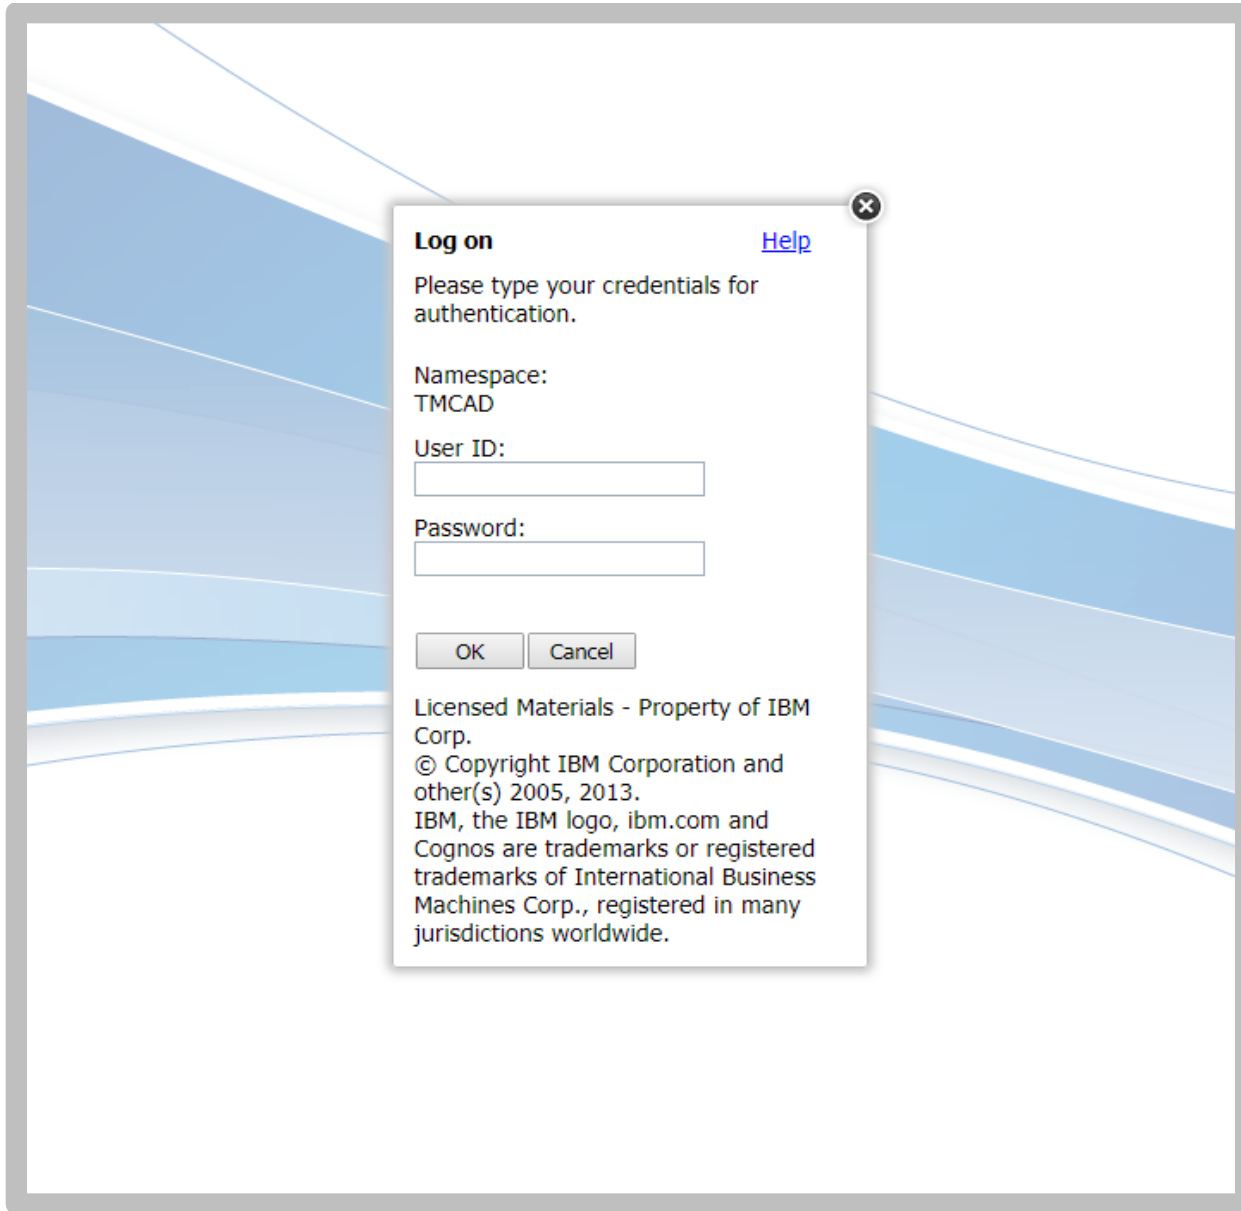 Log on
Help
Please type your credentials for
authentication.
Namespace:
TMCAD
User ID:
Password:
OK
Cancel
Licensed Materials - Property of IBM
Corp.
© Copyright IBM Corporation and
other(s) 2005, 2013.
IBM, the IBM logo, ibm.com and
Cognos are trademarks or registered
trademarks of International Business
Machines Corp., registered in many
jurisdictions worldwide.